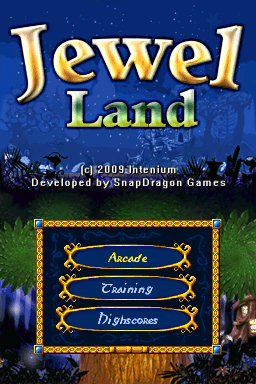 Jewel
Land
(c) 2009 Intenium
Developed by SnapDragon Games
Arcade
Training
Highscores